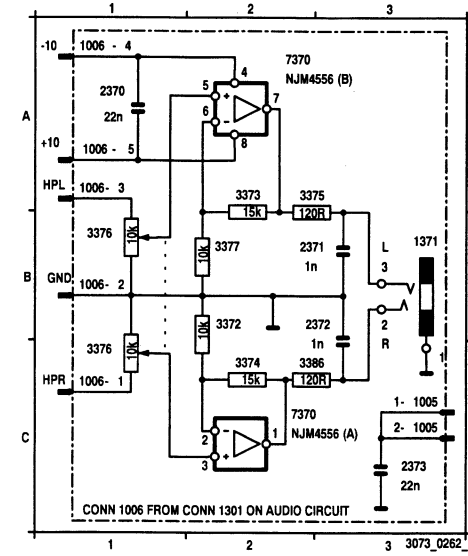 1 2 3
-10 1006 - 4
7370
NJM4556 (B)
4
2370
22n
5 +
6 -
7
8
A
+10 1006 - 5
HPL 1006- 3
3373 3375
15k 120R
3376
10k
10k
3377
2371
1n
L
3
1371
B
GND 1006- 2
10k
3372
2372
1n
2
R
3376
10k
3374 3386
15k 120R
1
HPR 1006- 1
7370
NJM4556 (A)
2 -
3 +
1
1- 1005
2- 1005
C
2373
22n
CONN 1006 FROM CONN 1301 ON AUDIO CIRCUIT
1 2 3 3073_0262